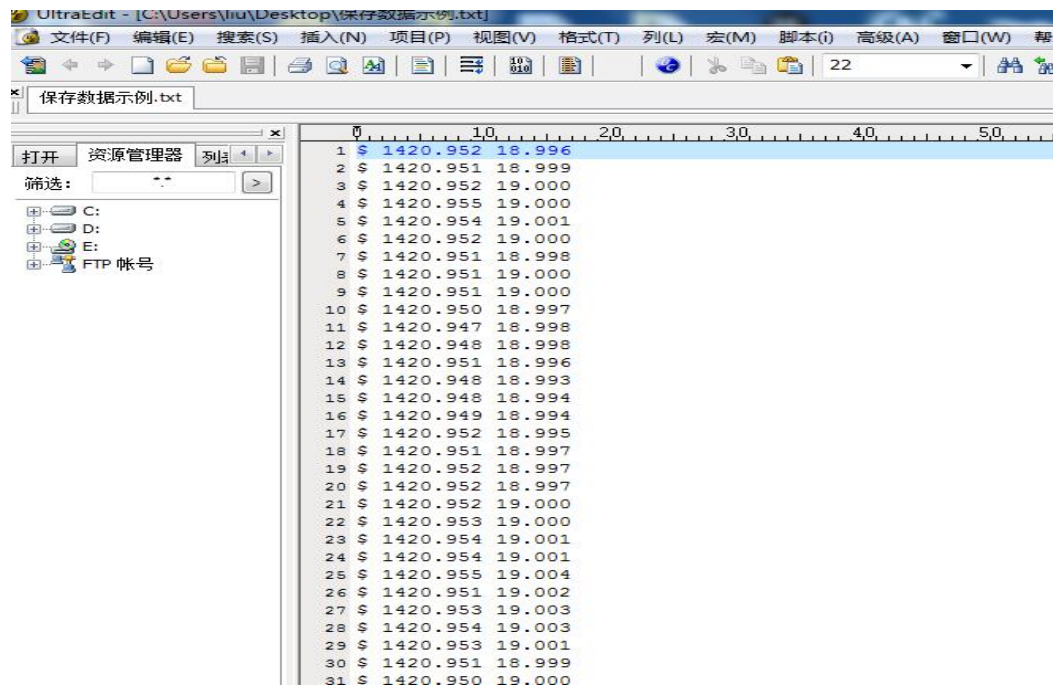 UltraEdit - [C:\Users\liu\Desktop\保存数据示例.txt]
文件(F) 编辑(E) 搜索(S) 插入(N) 项目(P) 视图(V) 格式(T) 列(L) 宏(M) 脚本(i) 高级(A) 窗口(W) 帮
22
保存数据示例.txt
0 10 20 30 40 50
打开 资源管理器
筛选: *.* >
C:
D:
E:
FTP 帐号
1 $ 1420.952 18.996
2 $ 1420.951 18.999
3 $ 1420.952 19.000
4 $ 1420.955 19.000
5 $ 1420.954 19.001
6 $ 1420.952 19.000
7 $ 1420.951 18.998
8 $ 1420.951 19.000
9 $ 1420.951 19.000
10 $ 1420.950 18.997
11 $ 1420.947 18.998
12 $ 1420.948 18.998
13 $ 1420.951 18.996
14 $ 1420.948 18.993
15 $ 1420.948 18.994
16 $ 1420.949 18.994
17 $ 1420.952 18.995
18 $ 1420.951 18.997
19 $ 1420.952 18.997
20 $ 1420.952 18.997
21 $ 1420.952 19.000
22 $ 1420.953 19.000
23 $ 1420.954 19.001
24 $ 1420.954 19.001
25 $ 1420.955 19.004
26 $ 1420.951 19.002
27 $ 1420.953 19.003
28 $ 1420.954 19.003
29 $ 1420.953 19.001
30 $ 1420.951 18.999
31 $ 1420.950 19.000